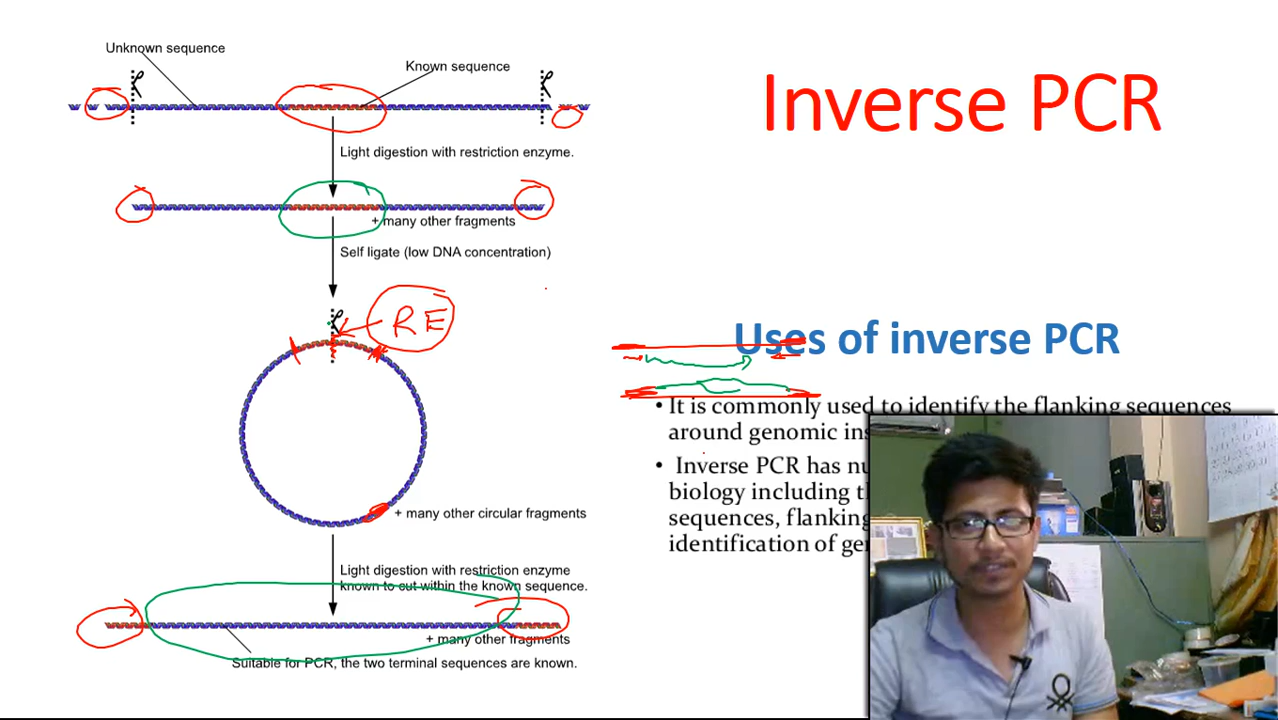 Unknown sequence
Known sequence
Light digestion with restriction enzyme.
+ many other fragments
Self ligate (low DNA concentration)
RE
+ many other circular fragments
Light digestion with restriction enzyme
known to cut within the known sequence.
+ many other fragments
Suitable for PCR, the two terminal sequences are known.
Inverse PCR
Uses of inverse PCR
• It is commonly used to identify the flanking sequences
around genomic ins
• Inverse PCR has nu
biology including th
sequences, flanking
identification of ge